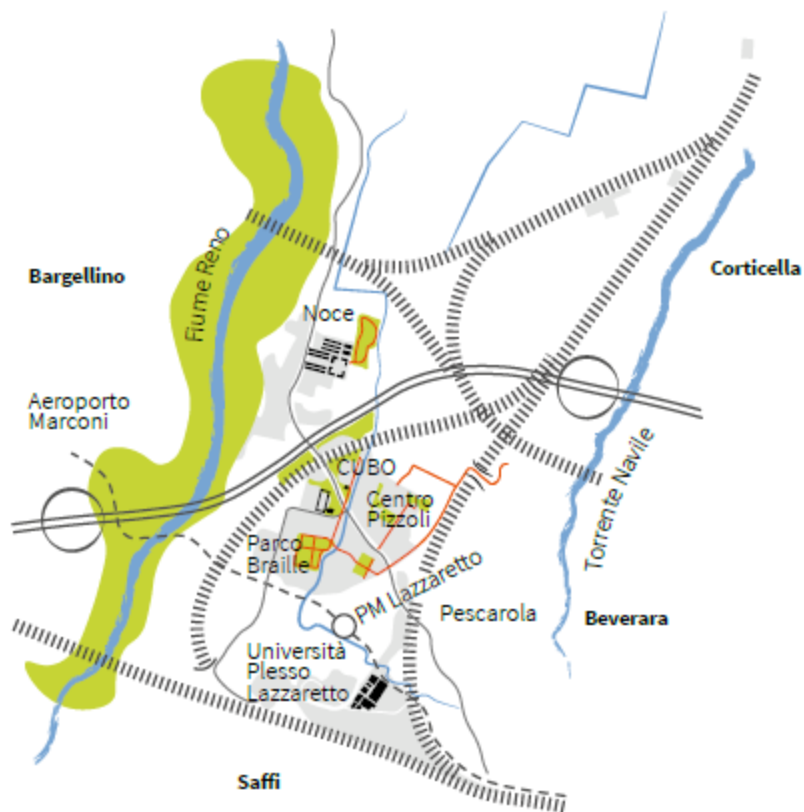 Bargellino
Fiume Reno
Corticella
Noce
Aeroporto
Marconi
CUBO
Centro
Pizzoli
Torrente Navile
Parco
Braille
PM Lazzaretto
Pescarola
Beverara
Università
Plesso
Lazzaretto
Saffi